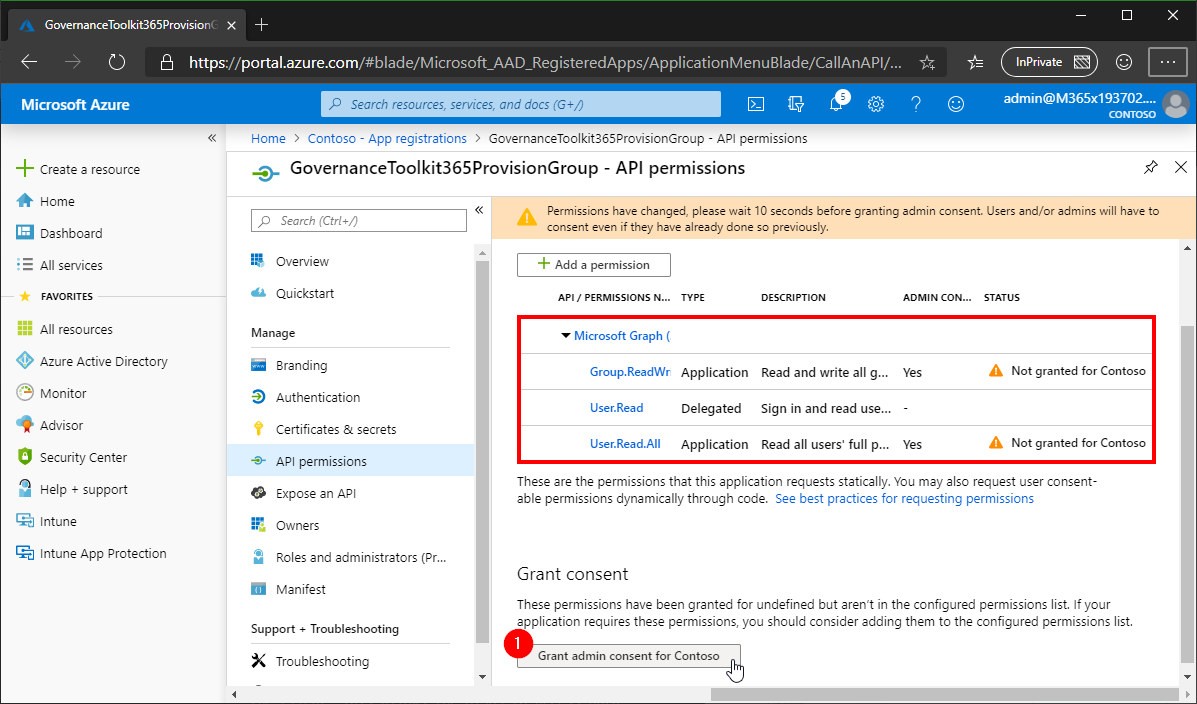 GovernanceToolkit365ProvisionG
https://portal.azure.com/#blade/Microsoft_AAD_RegisteredApps/ApplicationMenuBlade/CallAnAPI/...
InPrivate
Microsoft Azure
Search resources, services, and docs (G+/)
5
admin@M365x193702....
CONTOSO
Create a resource
Home
Dashboard
All services
FAVORITES
All resources
Azure Active Directory
Monitor
Advisor
Security Center
Help + support
Intune
Intune App Protection
Home > Contoso - App registrations > GovernanceToolkit365ProvisionGroup - API permissions
GovernanceToolkit365ProvisionGroup - API permissions
Search (Ctrl+/)
Overview
Quickstart
Manage
Branding
Authentication
Certificates & secrets
API permissions
Expose an API
Owners
Roles and administrators (Pr...
Manifest
Support + Troubleshooting
Troubleshooting
Permissions have changed, please wait 10 seconds before granting admin consent. Users and/or admins will have to
consent even if they have already done so previously.
Add a permission
API / PERMISSIONS N... TYPE DESCRIPTION ADMIN CON... STATUS
Microsoft Graph (
Group.ReadWr Application Read and write all g... Yes Not granted for Contoso
User.Read Delegated Sign in and read use... -
User.Read.All Application Read all users' full p... Yes Not granted for Contoso
These are the permissions that this application requests statically. You may also request user consent-
able permissions dynamically through code. See best practices for requesting permissions
Grant consent
These permissions have been granted for undefined but aren't in the configured permissions list. If your
application requires these permissions, you should consider adding them to the configured permissions list.
1
Grant admin consent for Contoso